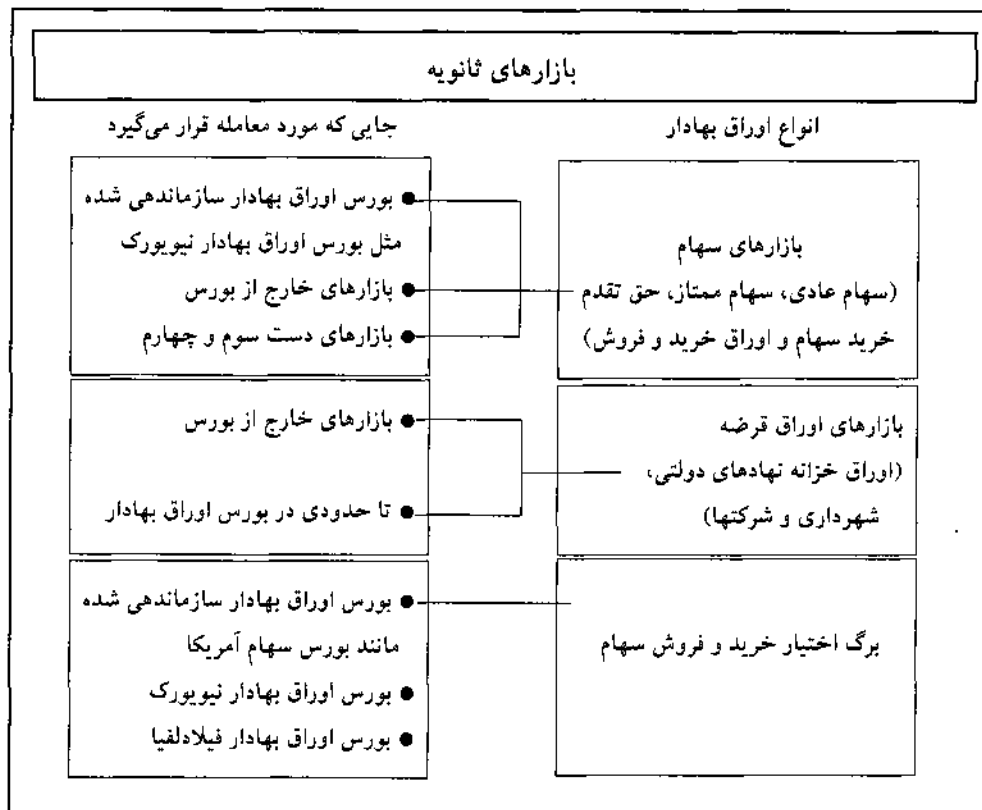 بازارهای ثانویه
انواع اوراق بهادار
جایی که مورد معامله قرار می‌گیرد
بازارهای سهام
(سهام عادی، سهام ممتاز، حق تقدم
خرید سهام و اوراق خرید و فروش)
● بورس اوراق بهادار سازماندهی شده
مثل بورس اوراق بهادار نیویورک
● بازارهای خارج از بورس
● بازارهای دست سوم و چهارم
بازارهای اوراق قرضه
(اوراق خزانه نهادهای دولتی،
شهرداری و شرکتها)
● بازارهای خارج از بورس
● تا حدودی در بورس اوراق بهادار
برگ اختیار خرید و فروش سهام
● بورس اوراق بهادار سازماندهی شده
مانند بورس سهام آمریکا
● بورس اوراق بهادار نیویورک
● بورس اوراق بهادار فیلادلفیا